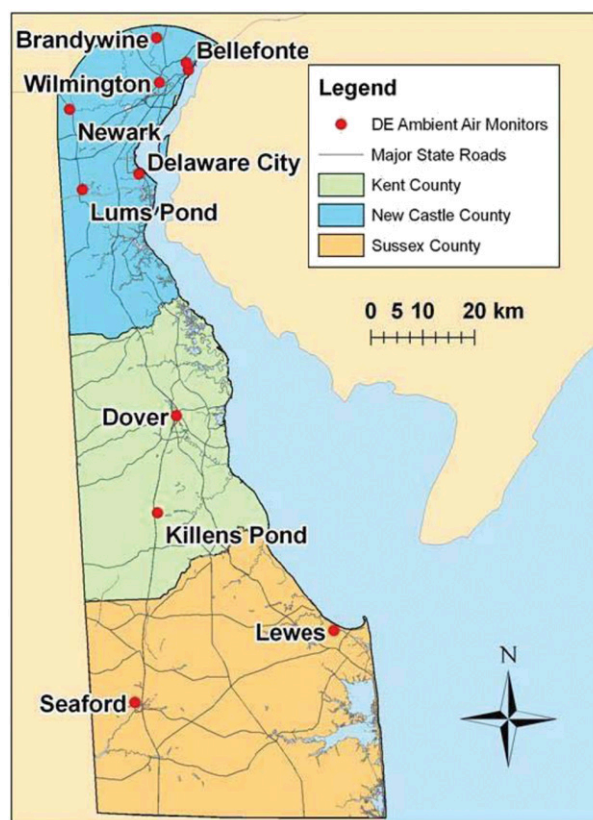 Brandywine
Bellefonte
Wilmington
Newark
Delaware City
Lums Pond
Legend
DE Ambient Air Monitors
Major State Roads
Kent County
New Castle County
Sussex County
0 5 10 20 km
Dover
Killens Pond
Lewes
Seaford
N